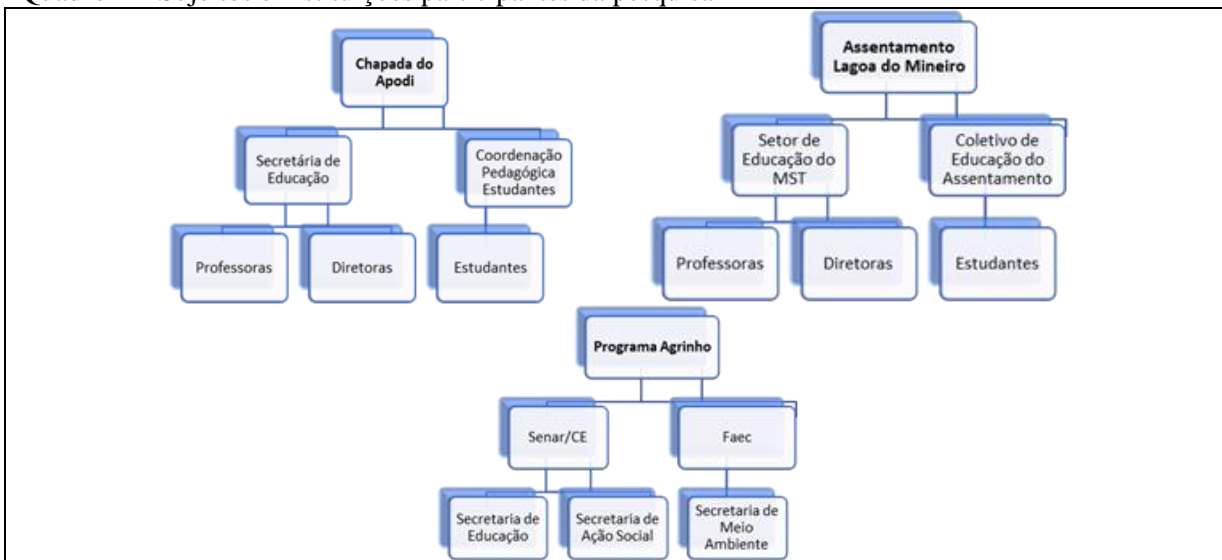 Chapada do
Apodi
Secretária de
Educação
Coordenação
Pedagógica
Estudantes
Professoras
Diretoras
Estudantes
Assentamento
Lagoa do Mineiro
Setor de
Educação do
MST
Coletivo de
Educação do
Assentamento
Professoras
Diretoras
Estudantes
Programa Agrinho
Senar/CE
Faec
Secretaria de
Educação
Secretaria de
Ação Social
Secretaria de
Meio
Ambiente